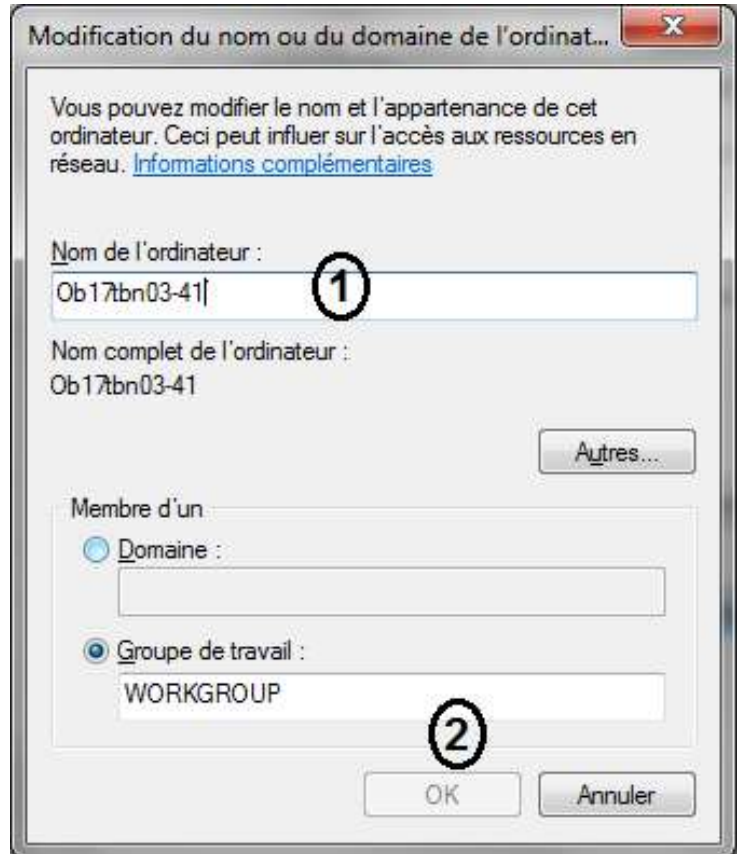 Modification du nom ou du domaine de l'ordinat...
Vous pouvez modifier le nom et l'appartenance de cet
ordinateur. Ceci peut influer sur l'accès aux ressources en
réseau. Informations complémentaires
Nom de l'ordinateur :
Ob17tbn03-41
1
Nom complet de l'ordinateur :
Ob17tbn03-41
Autres...
Membre d'un
Domaine :
Groupe de travail :
WORKGROUP
2
OK
Annuler